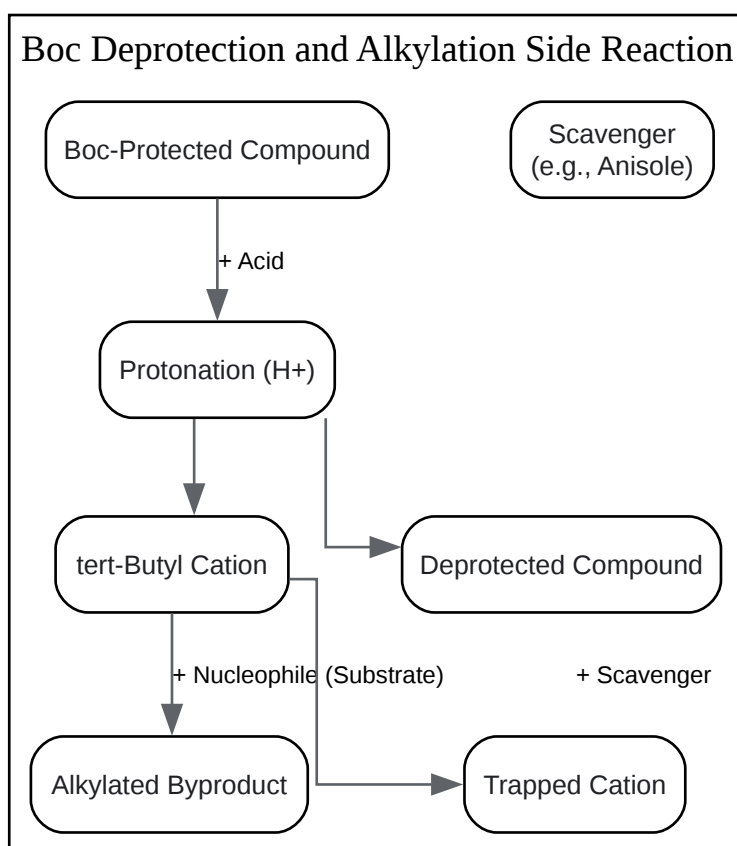 Boc Deprotection and Alkylation Side Reaction
Boc-Protected Compound
Scavenger
(e.g., Anisole)
+ Acid
Protonation (H+)
tert-Butyl Cation
Deprotected Compound
+ Nucleophile (Substrate)
+ Scavenger
Alkylated Byproduct
Trapped Cation